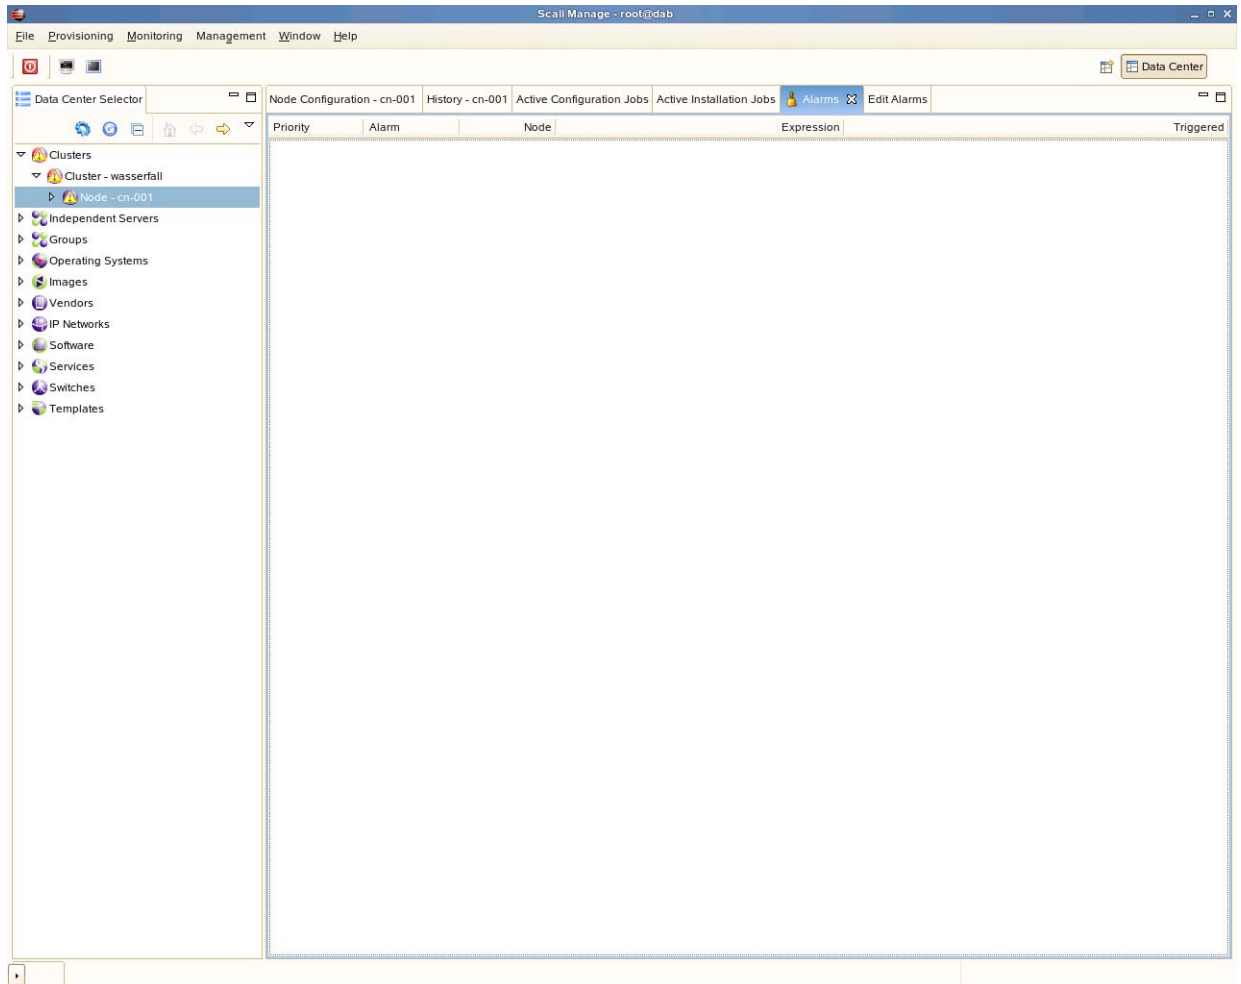 Scali Manage - root@dab
File Provisioning Monitoring Management Window Help
Data Center
Data Center Selector
Node Configuration - cn-001 History - cn-001 Active Configuration Jobs Active Installation Jobs Alarms Edit Alarms
Priority Alarm Node Expression Triggered
Clusters
Cluster - wasserfall
Node - cn-001
Independent Servers
Groups
Operating Systems
Images
Vendors
IP Networks
Software
Services
Switches
Templates